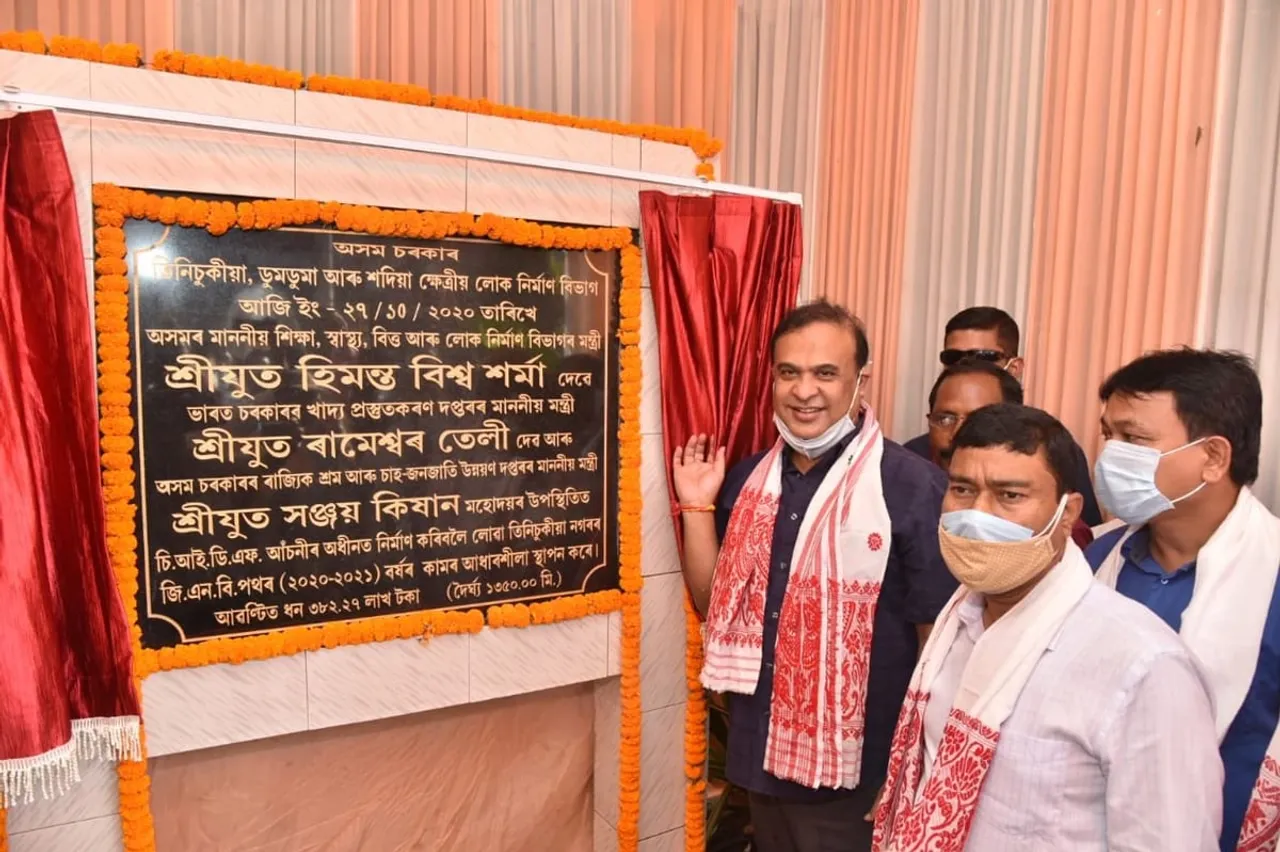 অসম চৰকাৰ
তিনিচুকীয়া, ডুমডুমা আৰু শদিয়া ক্ষেত্ৰীয় লোক নিৰ্মাণ বিভাগ
আজি ইং - ২৭ / ১০ / ২০২০ তাৰিখে
অসমৰ মাননীয় শিক্ষা, স্বাস্থ্য, বিত্ত আৰু লোক নিৰ্মাণ বিভাগৰ মন্ত্ৰী
শ্ৰীযুত হিমন্ত বিশ্ব শৰ্মা দেৱে
ভাৰত চৰকাৰৰ খাদ্য প্ৰস্তুতকৰণ দপ্তৰৰ মাননীয় মন্ত্ৰী
শ্ৰীযুত ৰামেশ্বৰ তেলী দেৱ আৰু
অসম চৰকাৰৰ ৰাজ্যিক শ্ৰম আৰু চাহ-জনজাতি উন্নয়ণ দপ্তৰৰ মাননীয় মন্ত্ৰী
শ্ৰীযুত সঞ্জয় কিষান মহোদয়ৰ উপস্থিতিত
চি.আই.ডি.এফ. আঁচনীৰ অধীনত নিৰ্মাণ কৰিবলৈ লোৱা তিনিচুকীয়া নগৰৰ
জি.এন.বি.পথৰ (২০২০-২০২১) বৰ্ষৰ কামৰ আধাৰশীলা স্থাপন কৰে।
আৱণ্টিত ধন ৩৮২.২৭ লাখ টকা (দৈৰ্ঘ্য ১৩৫০.০০ মি.)